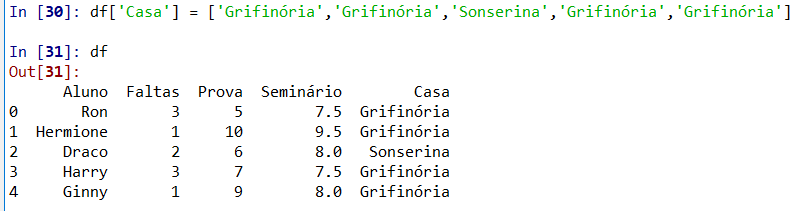 In [30]: df['Casa'] = ['Grifinória','Grifinória','Sonserina','Grifinória','Grifinória']
In [31]: df
Out[31]:
Aluno Faltas Prova Seminário Casa
0 Ron 3 5 7.5 Grifinória
1 Hermione 1 10 9.5 Grifinória
2 Draco 2 6 8.0 Sonserina
3 Harry 3 7 7.5 Grifinória
4 Ginny 1 9 8.0 Grifinória